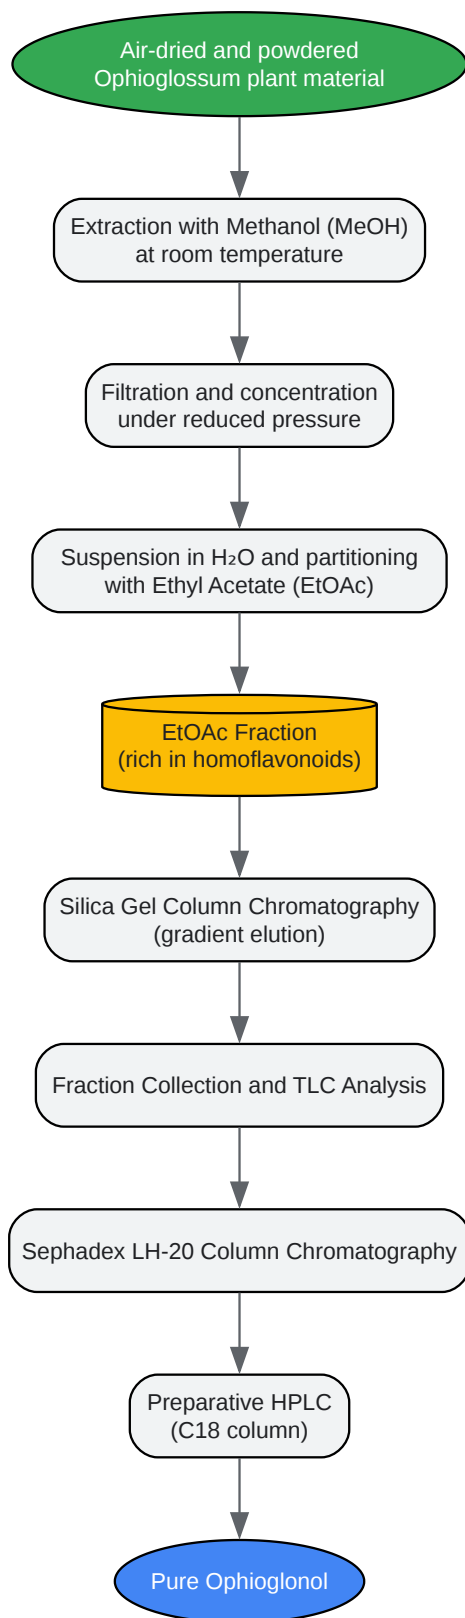 Air-dried and powdered
Ophioglossum plant material
Extraction with Methanol (MeOH)
at room temperature
Filtration and concentration
under reduced pressure
Suspension in H₂O and partitioning
with Ethyl Acetate (EtOAc)
EtOAc Fraction
(rich in homoflavonoids)
Silica Gel Column Chromatography
(gradient elution)
Fraction Collection and TLC Analysis
Sephadex LH-20 Column Chromatography
Preparative HPLC
(C18 column)
Pure Ophioglonol